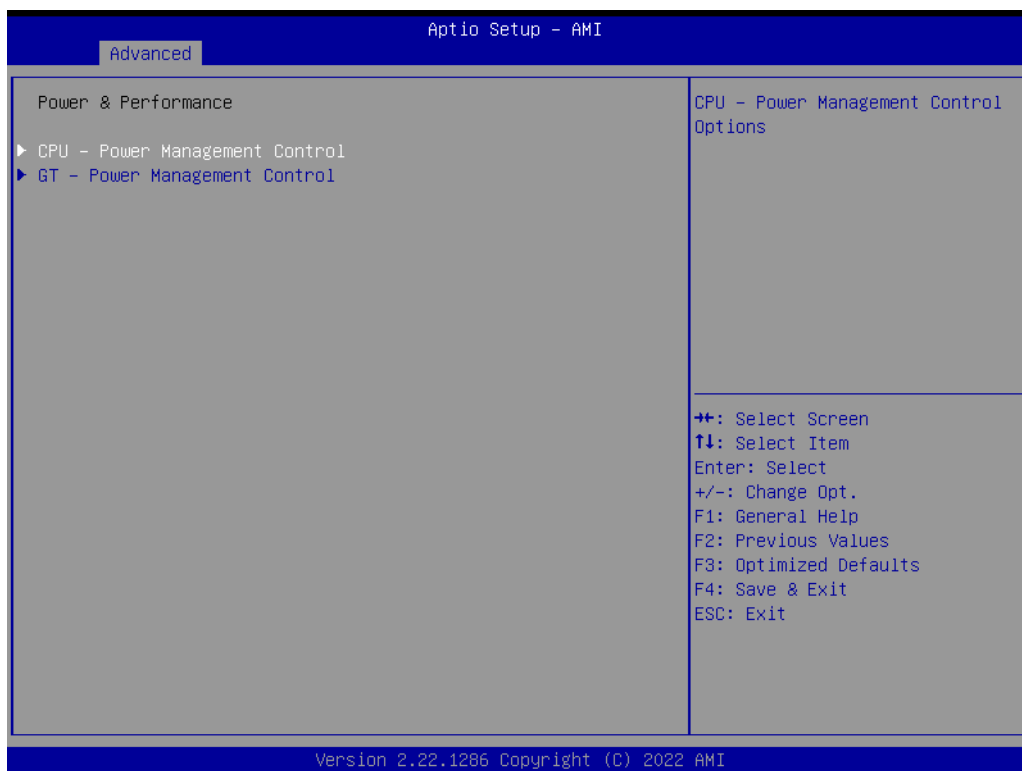 Aptio Setup – AMI
Advanced
Power & Performance
CPU – Power Management Control
GT – Power Management Control
CPU – Power Management Control
Options
→←: Select Screen
↑↓: Select Item
Enter: Select
+/-: Change Opt.
F1: General Help
F2: Previous Values
F3: Optimized Defaults
F4: Save & Exit
ESC: Exit
Version 2.22.1286 Copyright (C) 2022 AMI